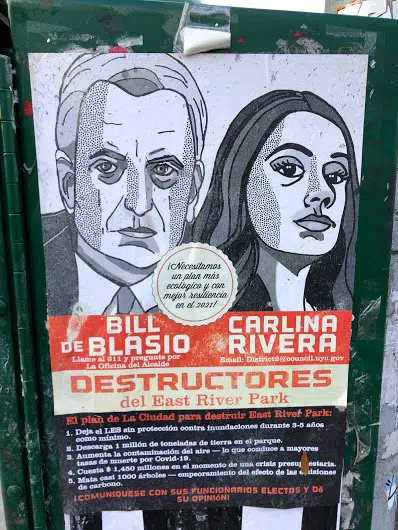 ¡Necesitamos
un plan más
ecológico y con
mejor resiliencia
en el 2021!
BILL
DE BLASIO
Llame al 311 y pregunte por
La Oficina del Alcalde
CARLINA
RIVERA
Email: District2@council.nyc.gov
DESTRUCTORES
del East River Park
El plan de La Ciudad para destruir East River Park:
1. Deja el LES sin protección contra inundaciones durante 3-5 años
como mínimo.
2. Descarga 1 millón de toneladas de tierra en el parque.
3. Aumenta la contaminación del aire — lo que conduce a mayores
tasas de muerte por Covid-19.
4. Cuesta $ 1,450 millones en el momento de una crisis presupuestaria.
5. Mata casi 1000 árboles — empeoramiento del efecto de las emisiones
de carbono.
¡COMUNIQUESE CON SUS FUNCIONARIOS ELECTOS Y DÉ
SU OPINIÓN!